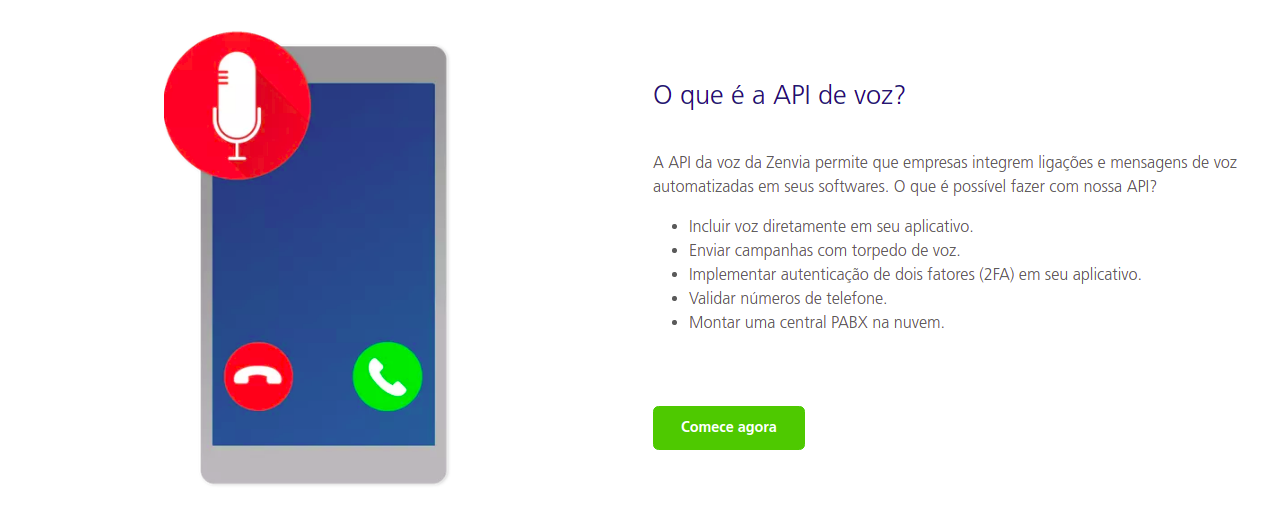 O que é a API de voz?
A API da voz da Zenvia permite que empresas integrem ligações e mensagens de voz
automatizadas em seus softwares. O que é possível fazer com nossa API?
• Incluir voz diretamente em seu aplicativo.
• Enviar campanhas com torpedo de voz.
• Implementar autenticação de dois fatores (2FA) em seu aplicativo.
• Validar números de telefone.
• Montar uma central PABX na nuvem.
Comece agora